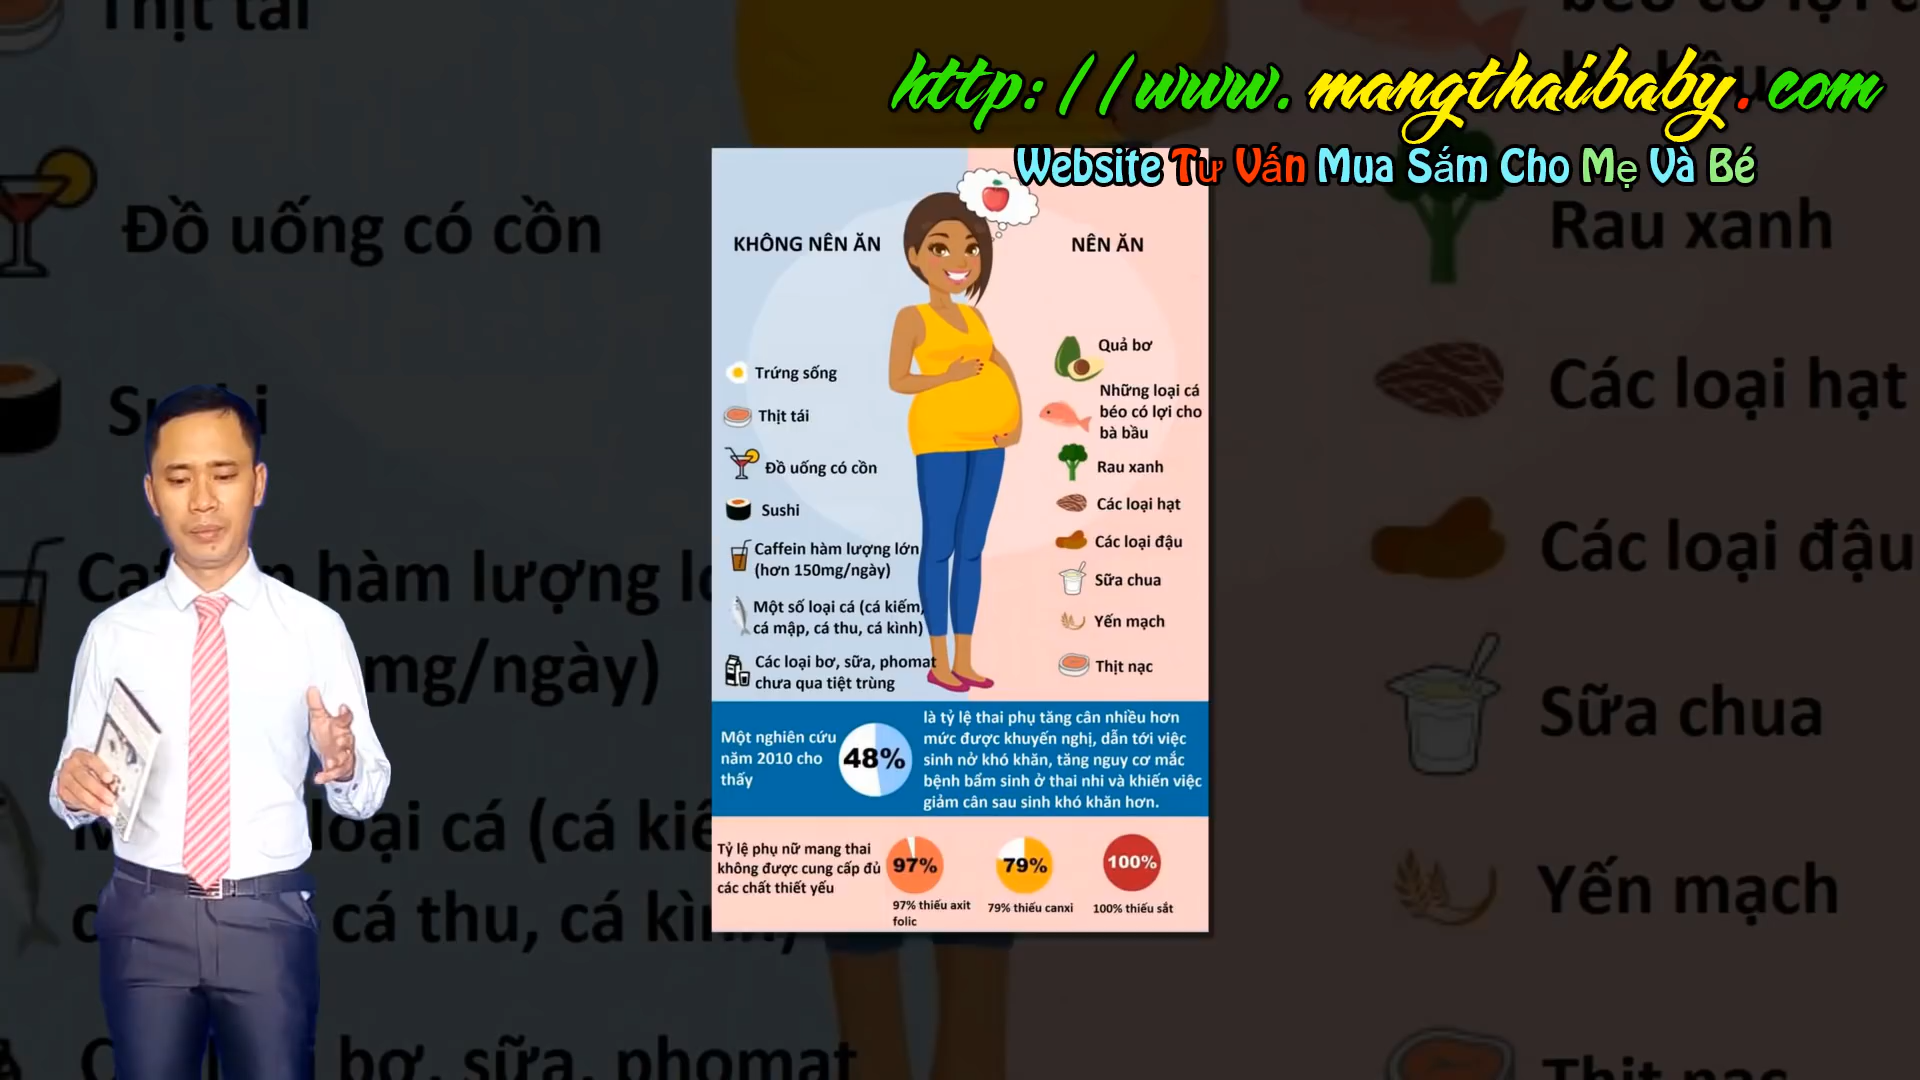 http://www.mangthaibaby.com
Website Tư Vấn Mua Sắm Cho Mẹ Và Bé
KHÔNG NÊN ĂN
Trứng sống
Thịt tái
Đồ uống có cồn
Sushi
Caffein hàm lượng lớn
(hơn 150mg/ngày)
Một số loại cá (cá kiếm,
cá mập, cá thu, cá kình)
Các loại bơ, sữa, phomat
chưa qua tiệt trùng
NÊN ĂN
Quả bơ
Những loại cá
béo có lợi cho
bà bầu
Rau xanh
Các loại hạt
Các loại đậu
Sữa chua
Yến mạch
Thịt nạc
Một nghiên cứu
năm 2010 cho
thấy
48%
là tỷ lệ thai phụ tăng cân nhiều hơn
mức được khuyến nghị, dẫn tới việc
sinh nở khó khăn, tăng nguy cơ mắc
bệnh bẩm sinh ở thai nhi và khiến việc
giảm cân sau sinh khó khăn hơn.
Tỷ lệ phụ nữ mang thai
không được cung cấp đủ
các chất thiết yếu
97%
97% thiếu axit
folic
79%
79% thiếu canxi
100%
100% thiếu sắt
Thịt tái
Đồ uống có cồn
hàm lượng
mg/ngày)
loại cá (cá
cá thu, cá
bơ, sữa, phomat
Rau xanh
Các loại hạt
Các loại đậu
Sữa chua
Yến mạch
Thịt nạc